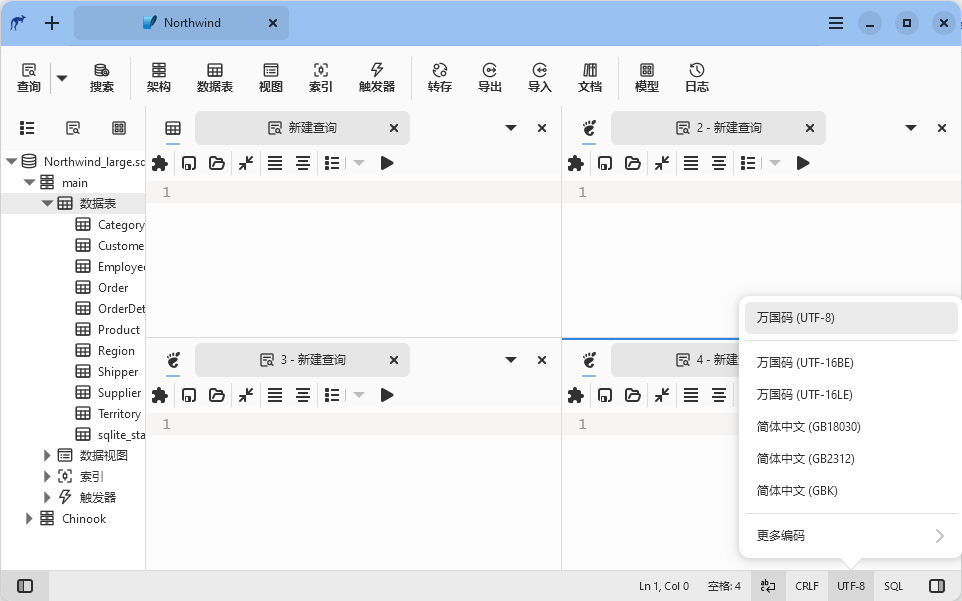 Northwind
查询 搜索 架构 数据表 视图 索引 触发器 转存 导出 导入 文档 模型 日志
新建查询
2 - 新建查询
Northwind_large.sq
main
数据表
Category
Custome
Employee
Order
OrderDet
Product
Region
Shipper
Supplier
Territory
sqlite_sta
数据视图
索引
触发器
Chinook
1
1
3 - 新建查询
4 - 新建
1
1
万国码 (UTF-8)
万国码 (UTF-16BE)
万国码 (UTF-16LE)
简体中文 (GB18030)
简体中文 (GB2312)
简体中文 (GBK)
更多编码
Ln 1, Col 0 空格: 4 CRLF UTF-8 SQL